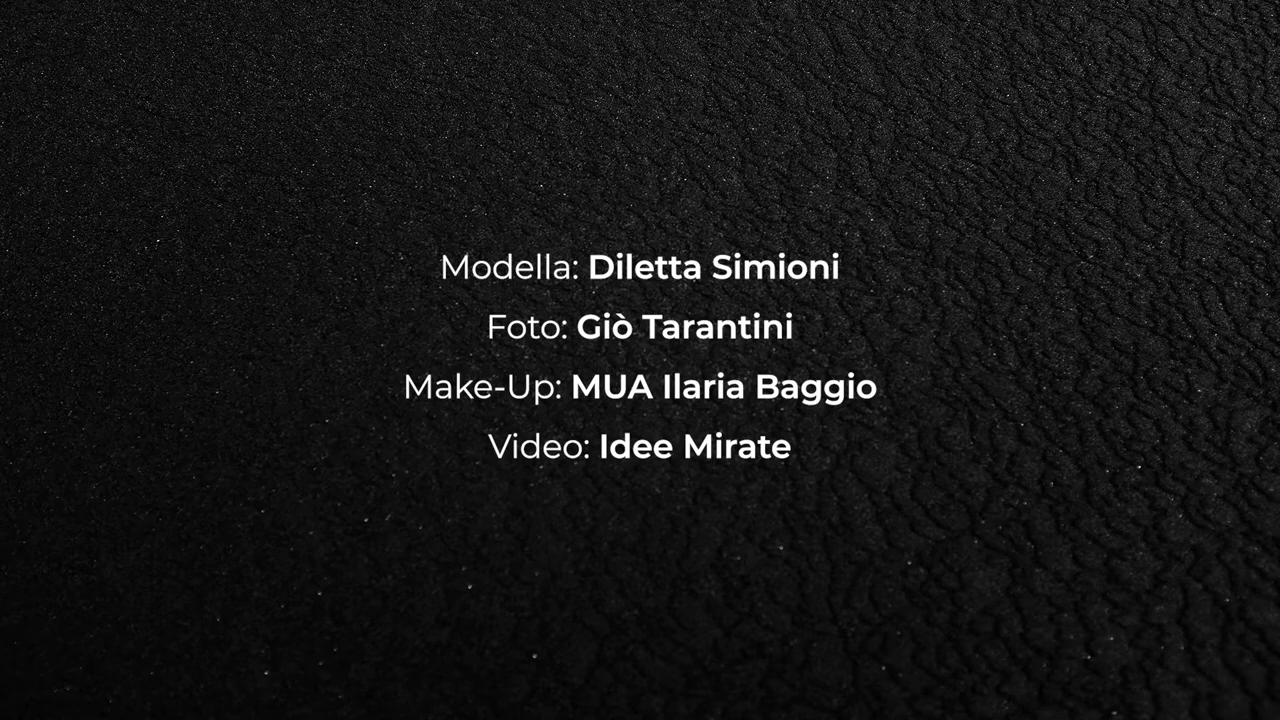 Modella: Diletta Simioni
Foto: Giò Tarantini
Make-Up: MUA Ilaria Baggio
Video: Idee Mirate